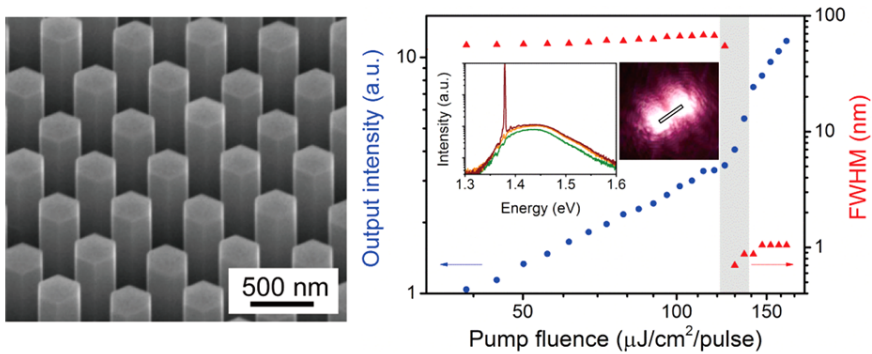 500 nm
Output intensity (a.u.)
10
1
Intensity (a.u.)
1.3 1.4 1.5 1.6
Energy (eV)
50 100 150
Pump fluence (μJ/cm²/pulse)
100
10
1
FWHM (nm)